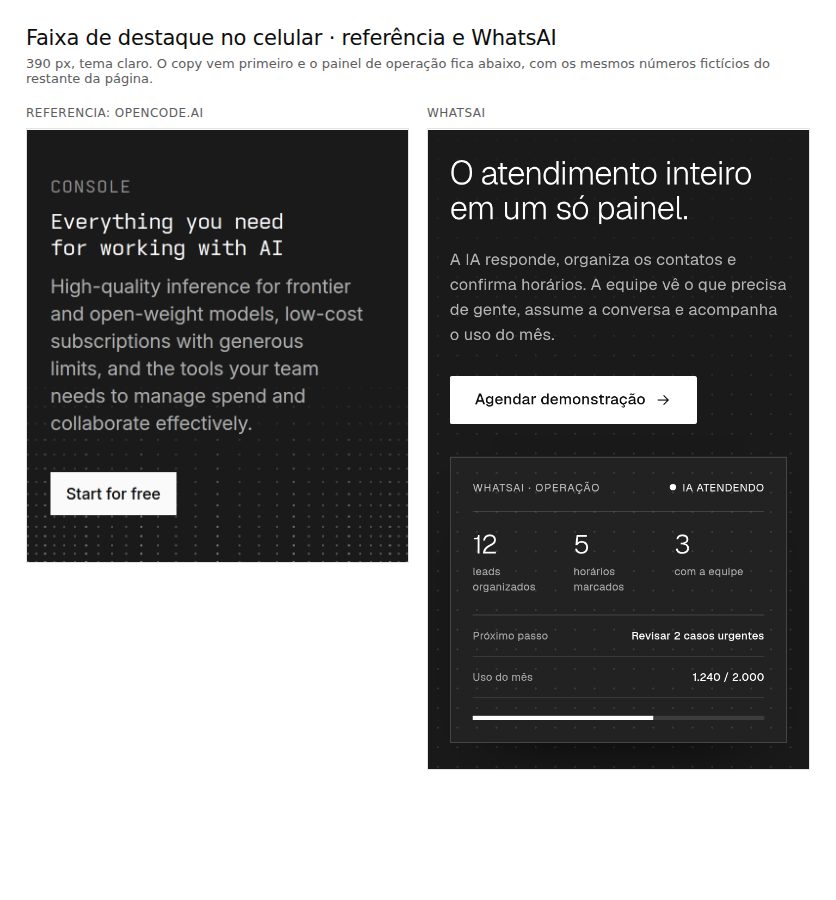 Faixa de destaque no celular · referência e WhatsAI
390 px, tema claro. O copy vem primeiro e o painel de operação fica abaixo, com os mesmos números fictícios do
restante da página.
REFERENCIA: OPENCODE.AI
CONSOLE
Everything you need
for working with AI
High-quality inference for frontier
and open-weight models, low-cost
subscriptions with generous
limits, and the tools your team
needs to manage spend and
collaborate effectively.
Start for free
WHATSAI
O atendimento inteiro
em um só painel.
A IA responde, organiza os contatos e
confirma horários. A equipe vê o que precisa
de gente, assume a conversa e acompanha
o uso do mês.
Agendar demonstração →
WHATSAI · OPERAÇÃO
IA ATENDENDO
12
leads
organizados
5
horários
marcados
3
com a equipe
Próximo passo
Revisar 2 casos urgentes
Uso do mês
1.240 / 2.000